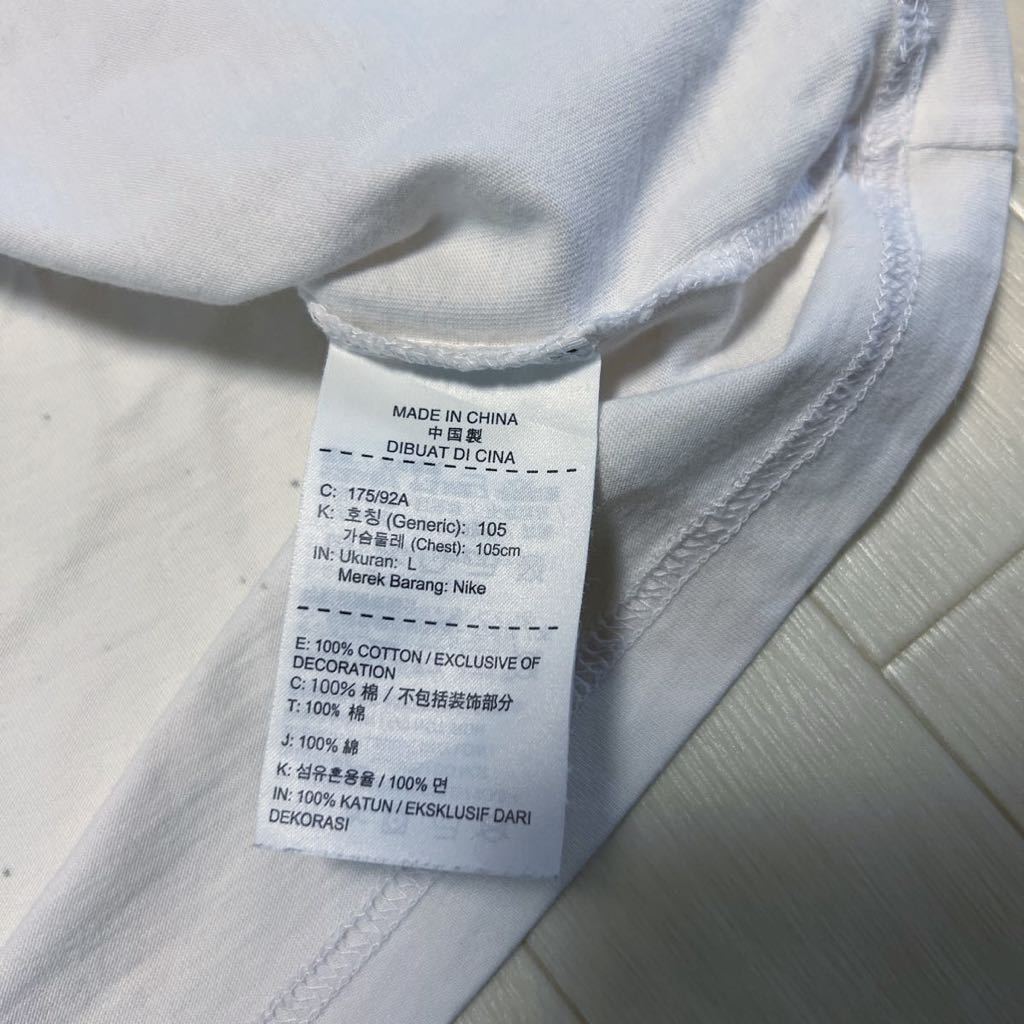 MADE IN CHINA
中国製
DIBUAT DI CINA
C: 175/92A
K: 호칭 (Generic): 105
가슴둘레 (Chest): 105cm
IN: Ukuran: L
Merek Barang: Nike
E: 100% COTTON / EXCLUSIVE OF
DECORATION
C: 100% 棉 / 不包括装饰部分
T: 100% 棉
J: 100% 綿
K: 섬유혼용율 / 100% 면
IN: 100% KATUN / EKSKLUSIF DARI
DEKORASI